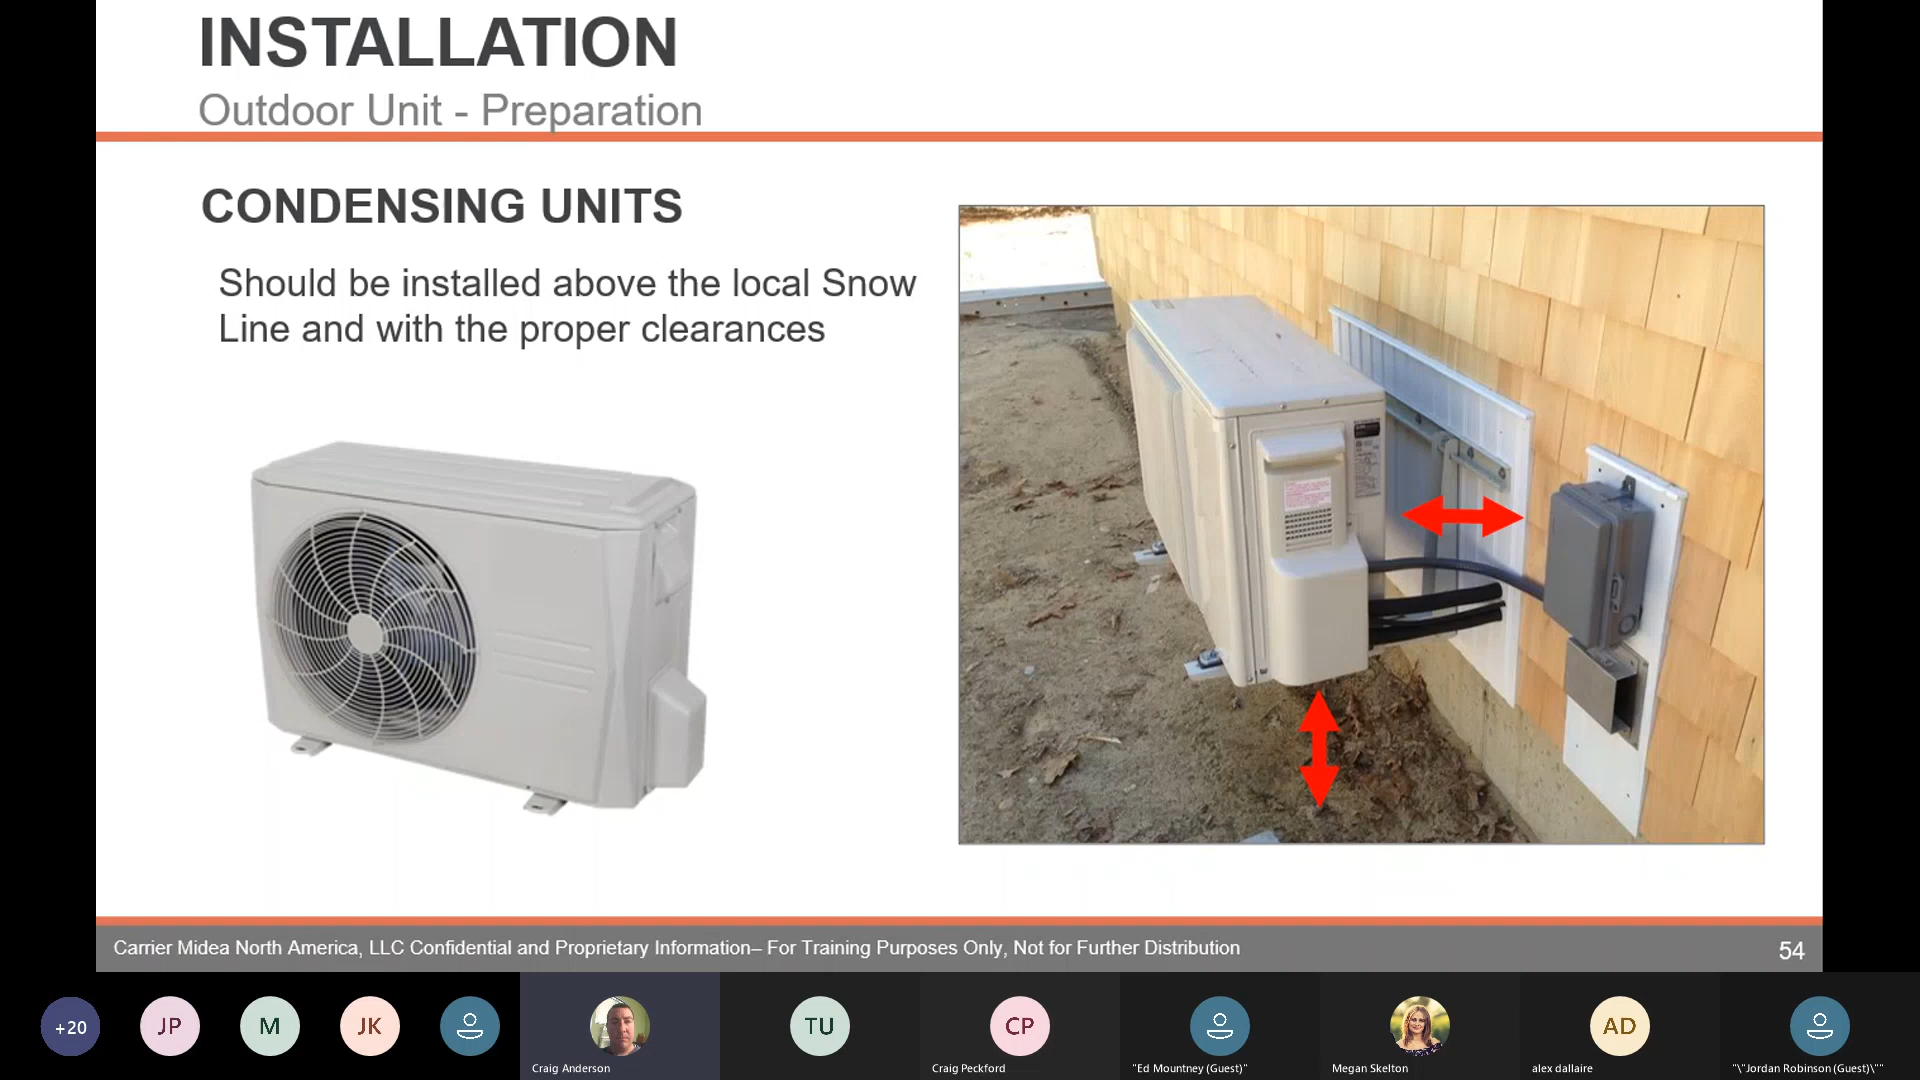 INSTALLATION
Outdoor Unit - Preparation
CONDENSING UNITS
Should be installed above the local Snow
Line and with the proper clearances
Carrier Midea North America, LLC Confidential and Proprietary Information– For Training Purposes Only, Not for Further Distribution
54
+20
JP
M
JK
TU
CP
AD
Craig Anderson
Craig Peckford
"Ed Mountney (Guest)"
Megan Skelton
alex dallaire
"\"Jordan Robinson (Guest)\""